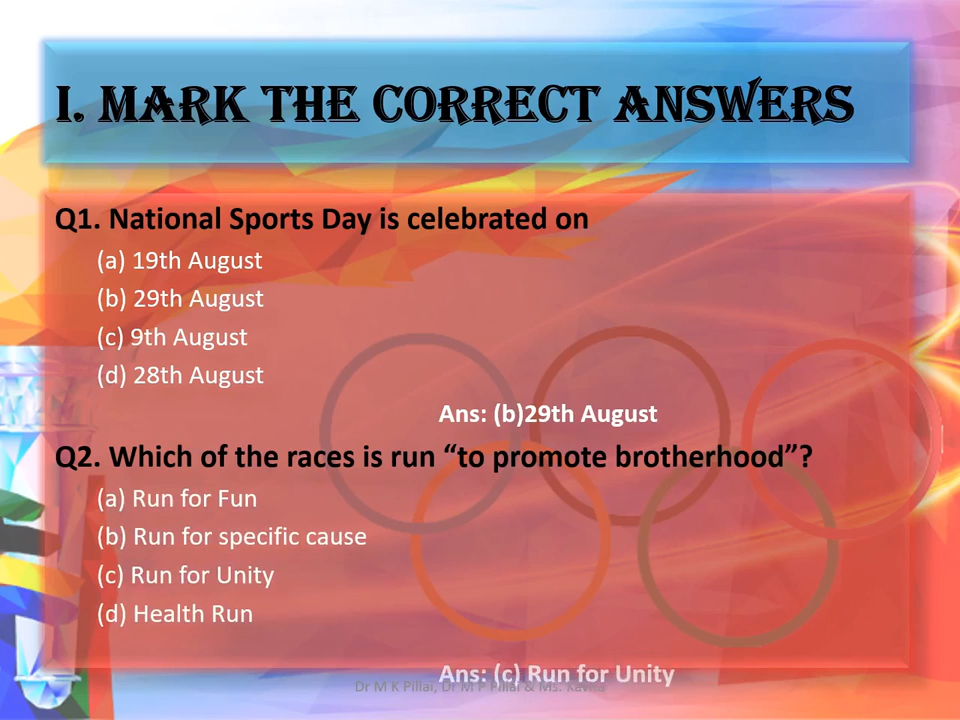 I. MARK THE CORRECT ANSWERS
Q1. National Sports Day is celebrated on
(a) 19th August
(b) 29th August
(c) 9th August
(d) 28th August
Ans: (b)29th August
Q2. Which of the races is run “to promote brotherhood”?
(a) Run for Fun
(b) Run for specific cause
(c) Run for Unity
(d) Health Run
Ans: (c) Run for Unity
Dr M K Pillai, Dr M P Pillai & Ms. Kavita